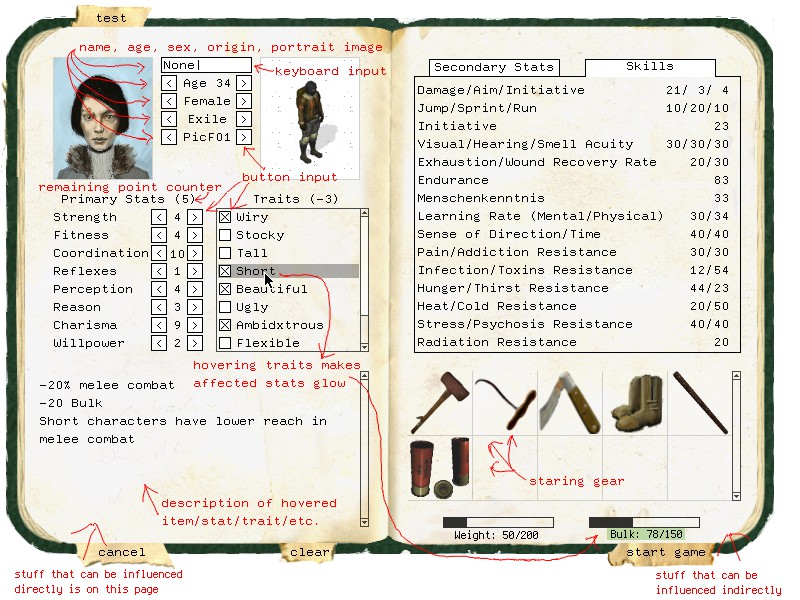 test
name, age, sex, origin, portrait image
None
keyboard input
< Age 34 >
< Female >
< Exile >
< PicF01 >
button input
remaining point counter
Primary Stats (5)
Strength < 4 >
Fitness < 4 >
Coordination < 10 >
Reflexes < 1 >
Perception < 4 >
Reason < 3 >
Charisma < 9 >
Willpower < 2 >
Traits (-3)
Wiry
Stocky
Tall
Short
Beautiful
Ugly
Ambidxtrous
Flexible
hovering traits makes
affected stats glow
-20% melee combat
-20 Bulk
Short characters have lower reach in
melee combat
description of hovered
item/stat/trait/etc.
cancel
clear
stuff that can be influenced
directly is on this page
Secondary Stats
Skills
Damage/Aim/Initiative 21/ 3/ 4
Jump/Sprint/Run 10/20/10
Initiative 23
Visual/Hearing/Smell Acuity 30/30/30
Exhaustion/Wound Recovery Rate 20/30
Endurance 83
Menschenkenntnis 33
Learning Rate (Mental/Physical) 30/34
Sense of Direction/Time 40/40
Pain/Addiction Resistance 30/30
Infection/Toxins Resistance 12/54
Hunger/Thirst Resistance 44/23
Heat/Cold Resistance 20/50
Stress/Psychosis Resistance 40/40
Radiation Resistance 20
staring gear
Weight: 50/200
Bulk: 78/150
start game
stuff that can be
influenced indirectly